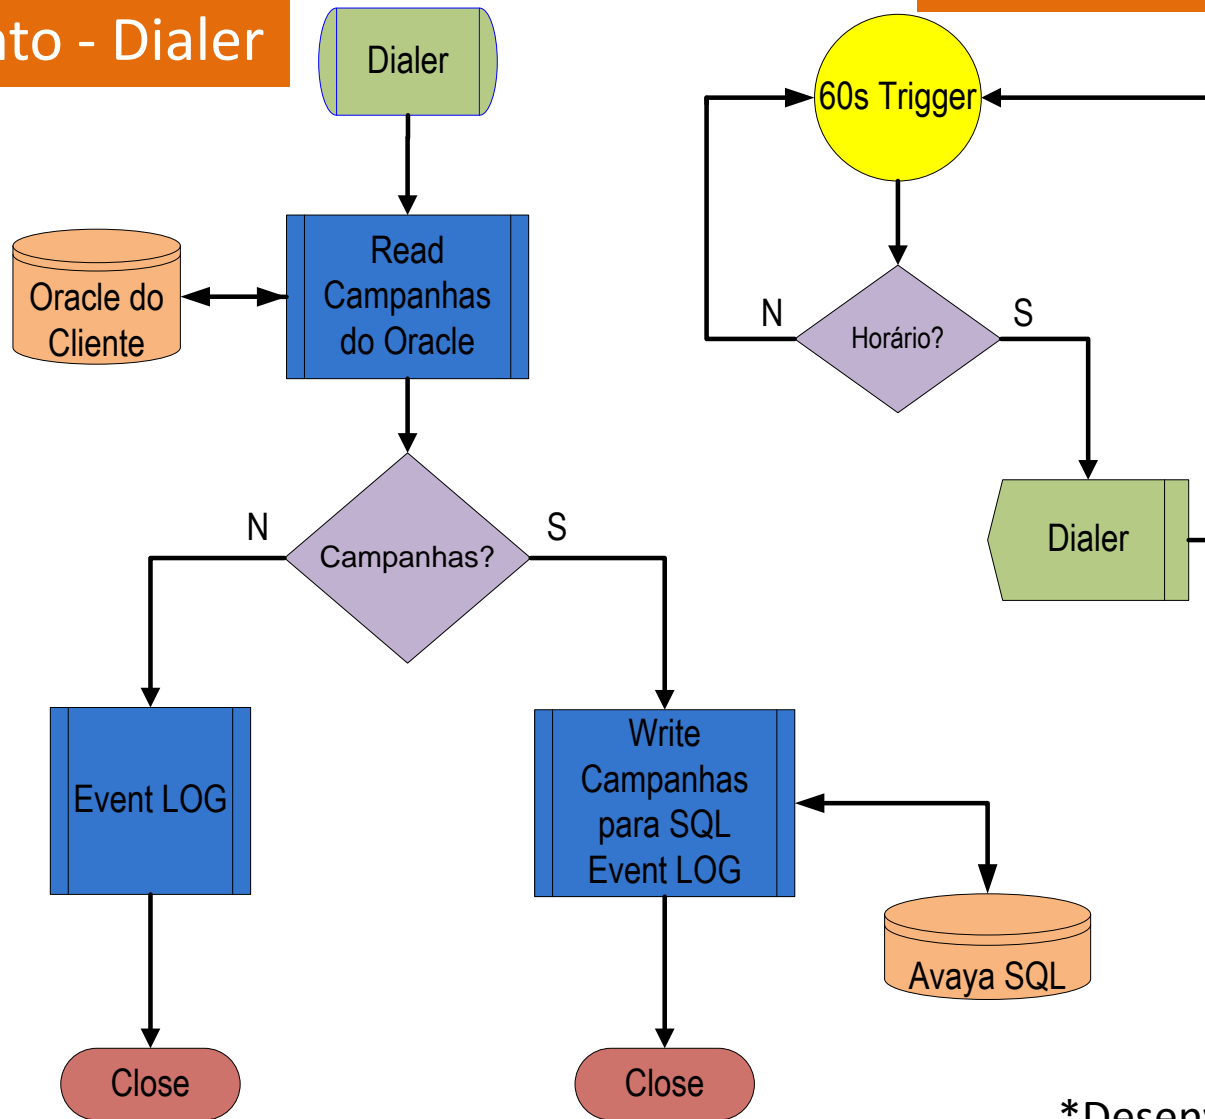 nto - Dialer
Dialer
60s Trigger
Read
Campanhas
do Oracle
Oracle do
Cliente
N
Horário?
S
Dialer
N
Campanhas?
S
Event LOG
Write
Campanhas
para SQL
Event LOG
Avaya SQL
Close
Close
*Desenv